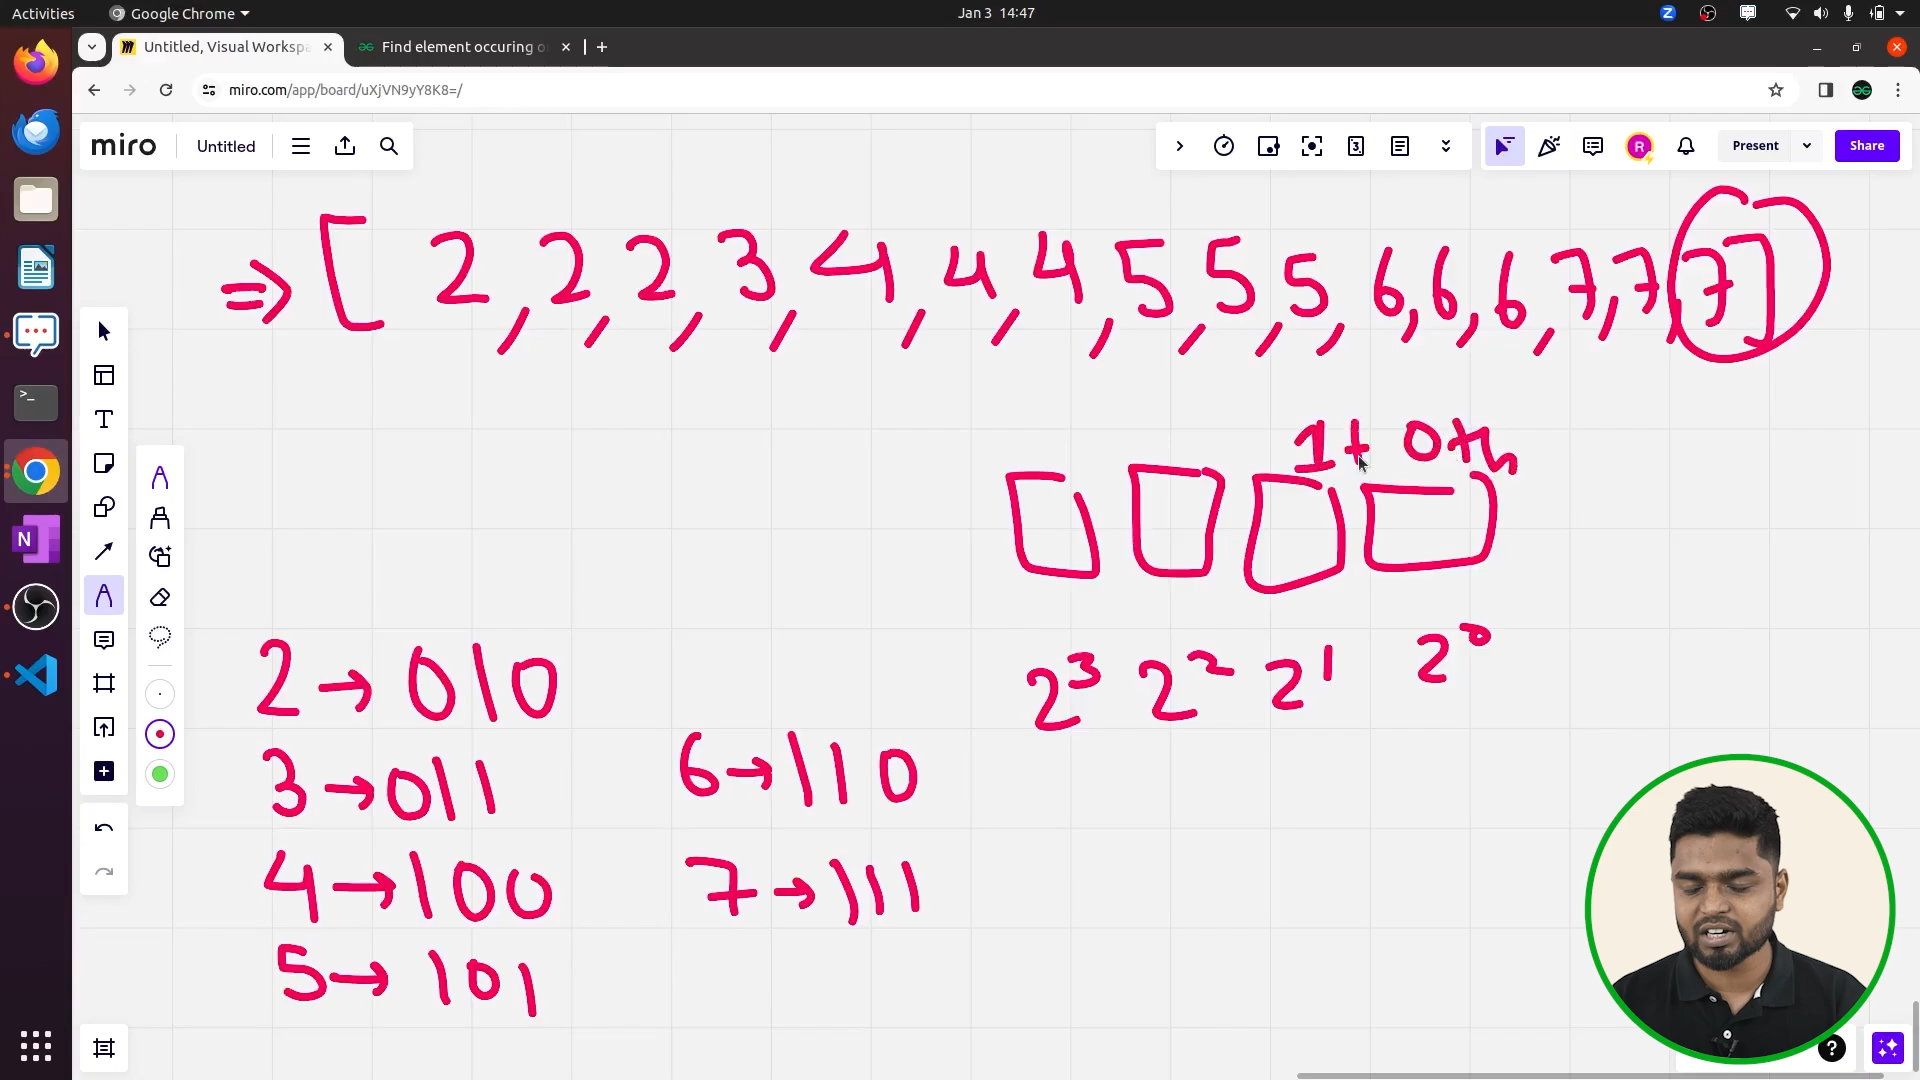 Activities
Google Chrome
Jan 3 14:47
Untitled, Visual Workspa
Find element occuring o
miro.com/app/board/uXjVN9yY8K8=/
miro
Untitled
Present
Share
=> [ 2, 2, 2, 3, 4, 4, 4, 5, 5, 5, 6, 6, 6, 7, 7, 7]
1t 0th
2³ 2² 2¹ 2⁰
2 → 010
3 → 011
4 → 100
5 → 101
6 → 110
7 → 111